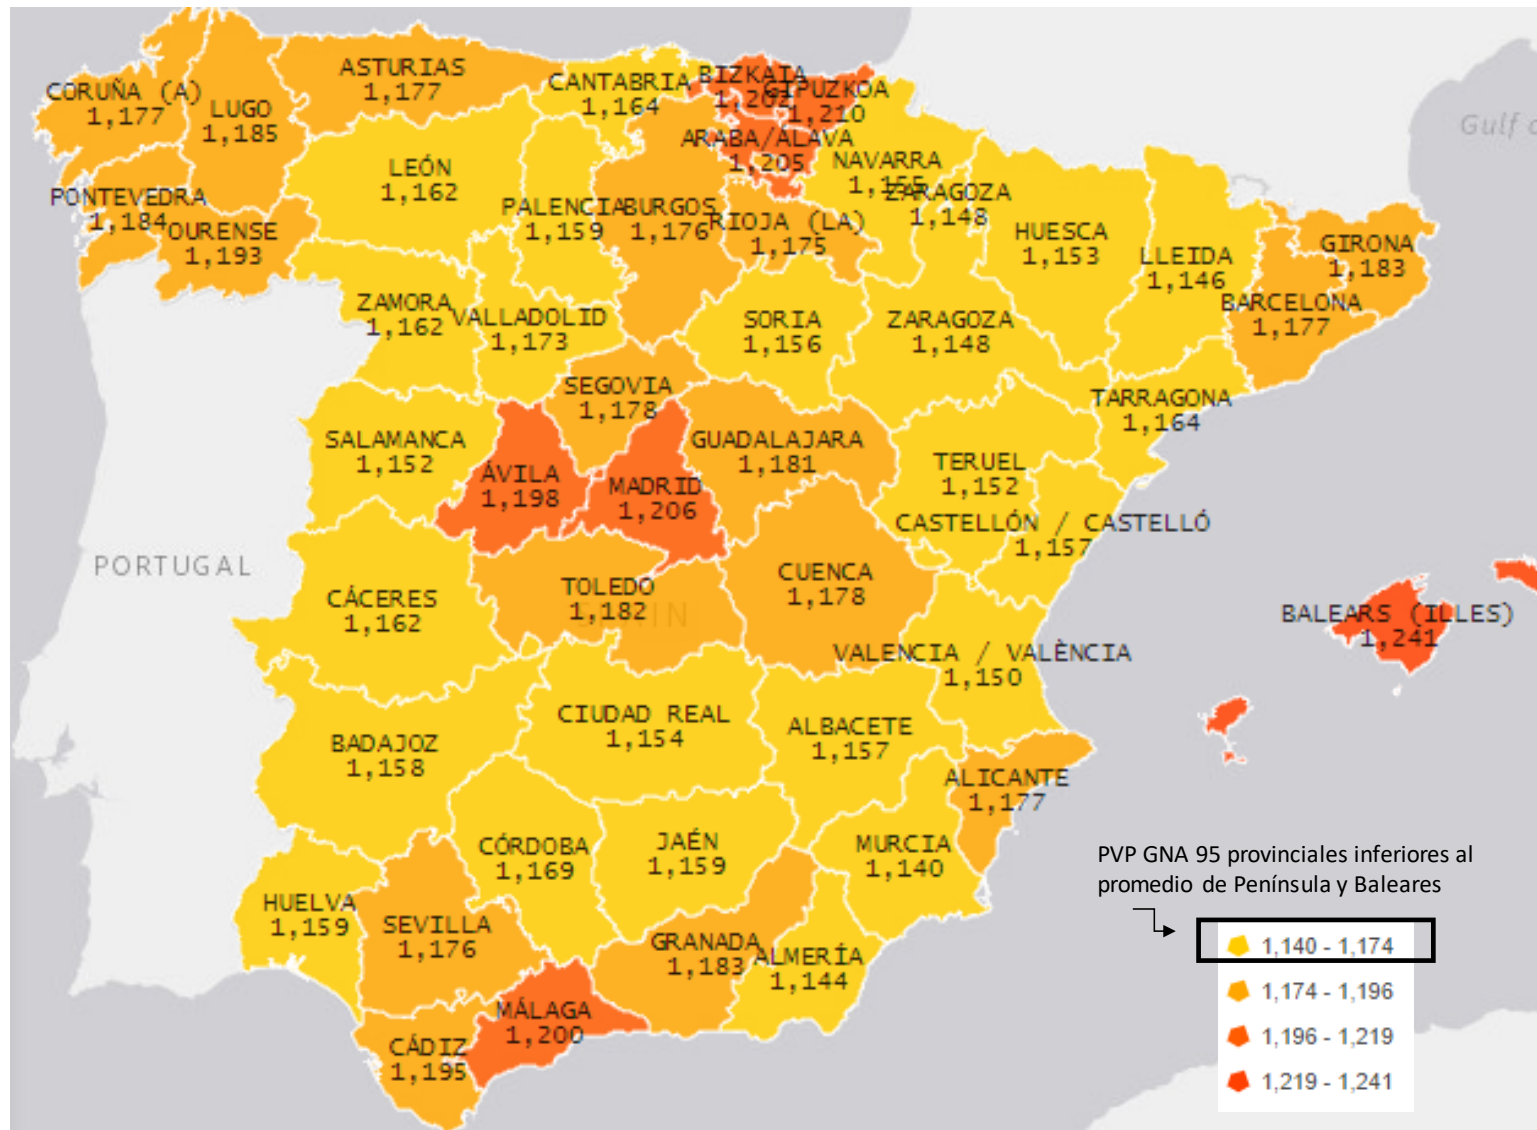 Gulf
ASTURIAS
1,177
CORUÑA (A)
1,177
LUGO
1,185
CANTABRIA
1,164
BIZKAIA
1,202
GIPUZKOA
1,210
ARABA/ÁLAVA
1,205
NAVARRA
1,155
LEÓN
1,162
PONTEVEDRA
1,184
OURENSE
1,193
PALENCIA
1,159
BURGOS
1,176
RIOJA (LA)
1,175
ZARAGOZA
1,148
HUESCA
1,153
LLEIDA
1,146
GIRONA
1,183
BARCELONA
1,177
ZAMORA
1,162
VALLADOLID
1,173
SORIA
1,156
ZARAGOZA
1,148
SEGOVIA
1,178
TARRAGONA
1,164
SALAMANCA
1,152
ÁVILA
1,198
MADRID
1,206
GUADALAJARA
1,181
TERUEL
1,152
CASTELLÓN / CASTELLÓ
1,157
PORTUGAL
CÁCERES
1,162
TOLEDO
1,182
CUENCA
1,178
BALEARS (ILLES)
1,241
VALENCIA / VALÈNCIA
1,150
BADAJOZ
1,158
CIUDAD REAL
1,154
ALBACETE
1,157
ALICANTE
1,177
CÓRDOBA
1,169
JAÉN
1,159
MURCIA
1,140
HUELVA
1,159
SEVILLA
1,176
GRANADA
1,183
ALMERÍA
1,144
MÁLAGA
1,200
CÁDIZ
1,195
PVP GNA 95 provinciales inferiores al
promedio de Península y Baleares
1,140 - 1,174
1,174 - 1,196
1,196 - 1,219
1,219 - 1,241